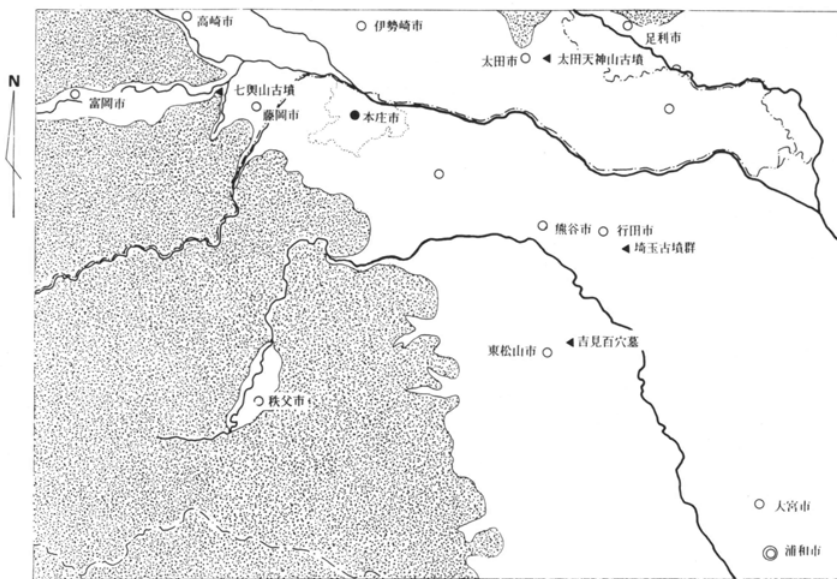 高崎市
伊勢崎市
足利市
太田市
太田天神山古墳
N
富岡市
七輿山古墳
藤岡市
本庄市
熊谷市
行田市
埼玉古墳群
東松山市
吉見百穴墓
秩父市
大宮市
浦和市